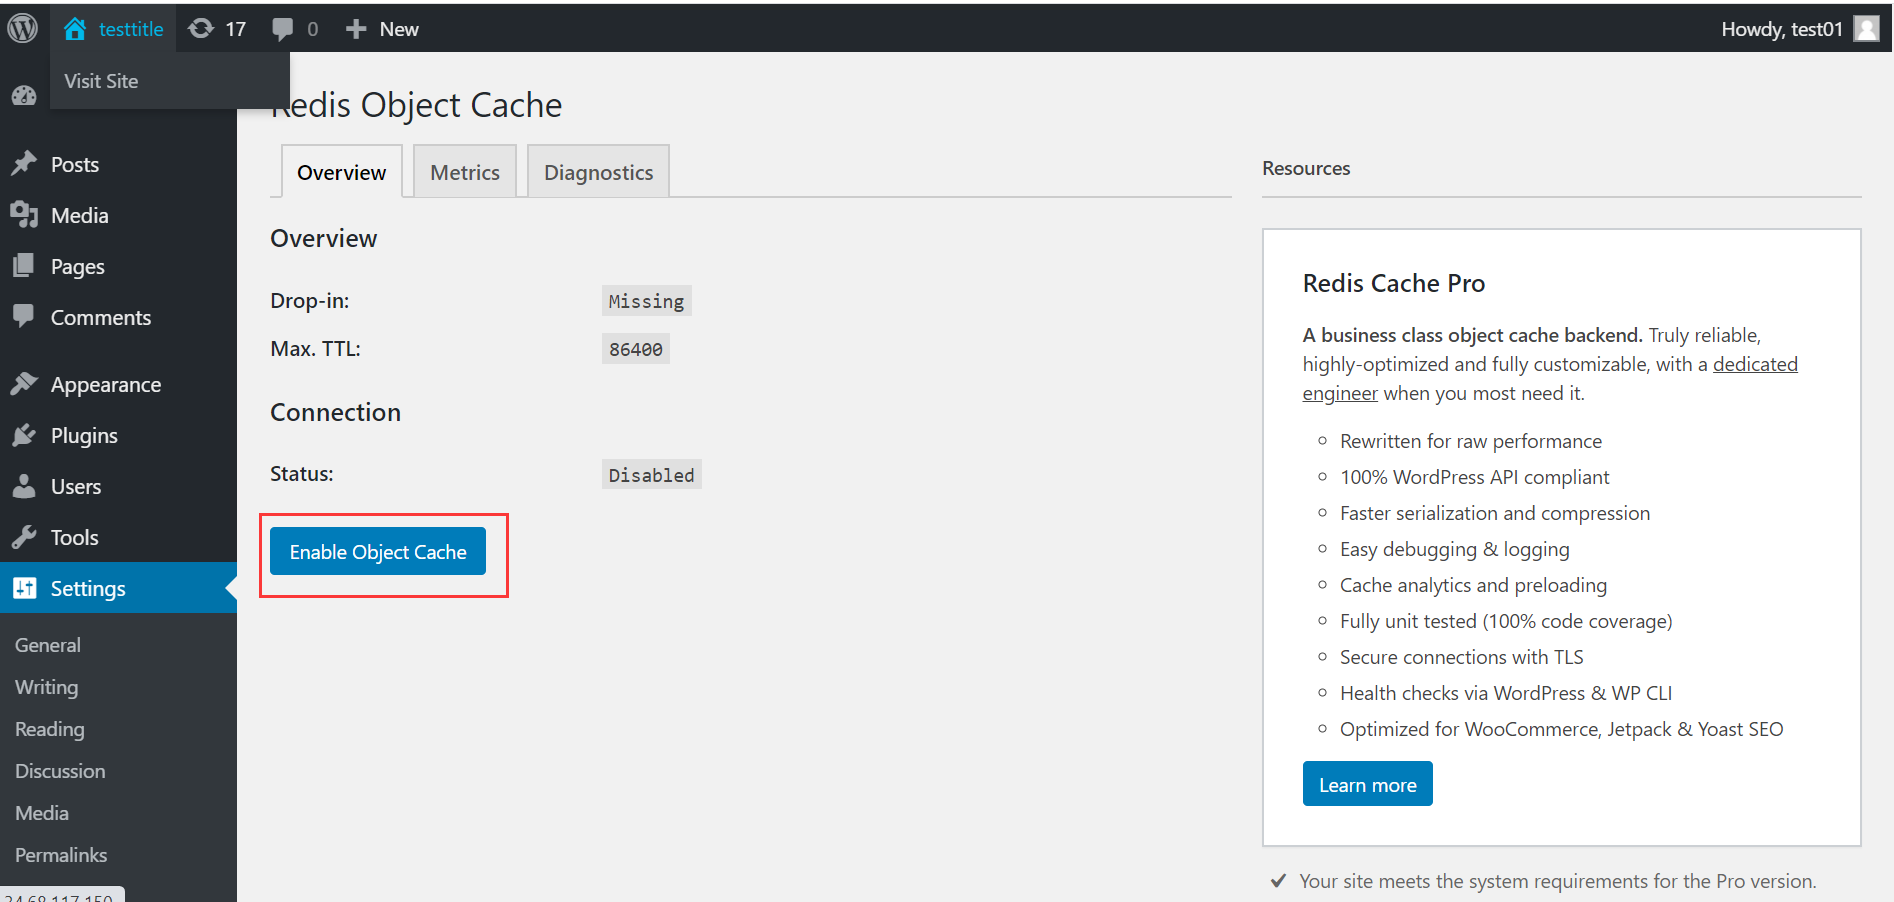 testtitle 17 0 New Howdy, test01
Visit Site
Redis Object Cache
Posts
Media
Pages
Comments
Appearance
Plugins
Users
Tools
Settings
General
Writing
Reading
Discussion
Media
Permalinks
Overview Metrics Diagnostics
Overview
Drop-in: Missing
Max. TTL: 86400
Connection
Status: Disabled
Enable Object Cache
Resources
Redis Cache Pro
A business class object cache backend. Truly reliable,
highly-optimized and fully customizable, with a dedicated
engineer when you most need it.
Rewritten for raw performance
100% WordPress API compliant
Faster serialization and compression
Easy debugging & logging
Cache analytics and preloading
Fully unit tested (100% code coverage)
Secure connections with TLS
Health checks via WordPress & WP CLI
Optimized for WooCommerce, Jetpack & Yoast SEO
Learn more
Your site meets the system requirements for the Pro version.